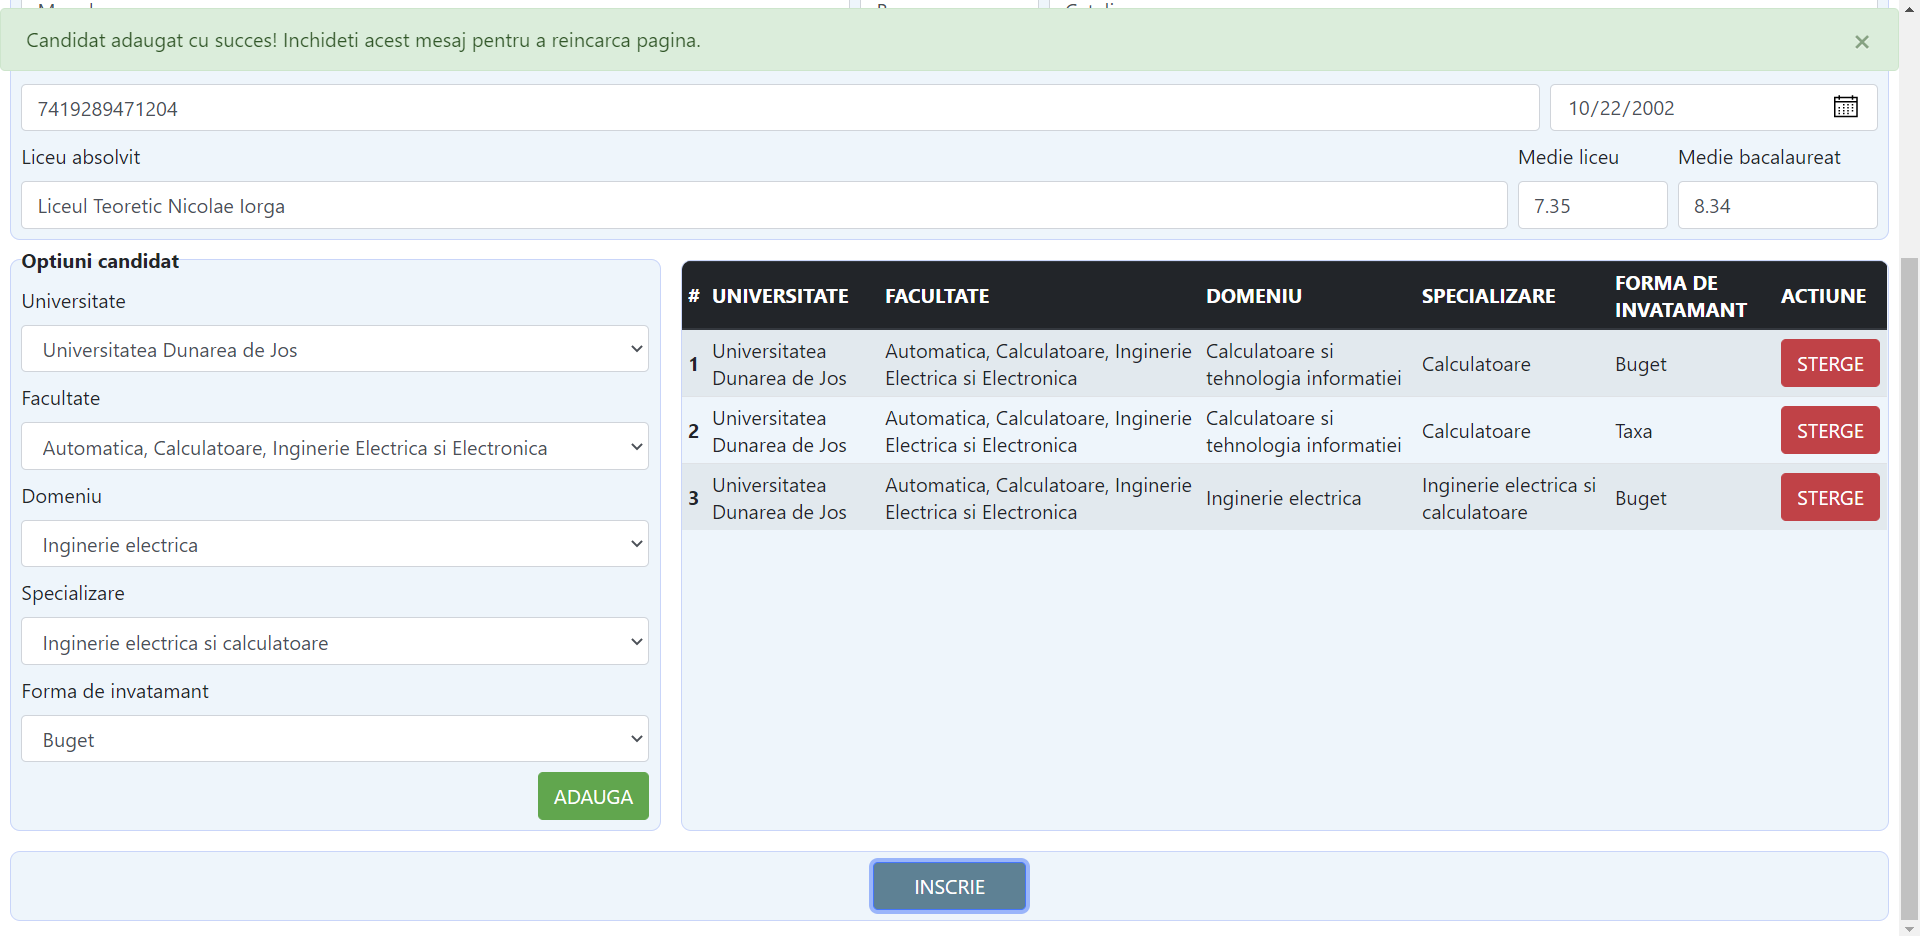 Candidat adaugat cu succes! Inchideti acest mesaj pentru a reincarca pagina. ×
7419289471204 10/22/2002
Liceu absolvit Medie liceu Medie bacalaureat
Liceul Teoretic Nicolae Iorga 7.35 8.34
Optiuni candidat
Universitate
Universitatea Dunarea de Jos
Facultate
Automatica, Calculatoare, Inginerie Electrica si Electronica
Domeniu
Inginerie electrica
Specializare
Inginerie electrica si calculatoare
Forma de invatamant
Buget
ADAUGA
# UNIVERSITATE FACULTATE DOMENIU SPECIALIZARE FORMA DE INVATAMANT ACTIUNE
1 Universitatea Dunarea de Jos Automatica, Calculatoare, Inginerie Electrica si Electronica Calculatoare si tehnologia informatiei Calculatoare Buget STERGE
2 Universitatea Dunarea de Jos Automatica, Calculatoare, Inginerie Electrica si Electronica Calculatoare si tehnologia informatiei Calculatoare Taxa STERGE
3 Universitatea Dunarea de Jos Automatica, Calculatoare, Inginerie Electrica si Electronica Inginerie electrica Inginerie electrica si calculatoare Buget STERGE
INSCRIE